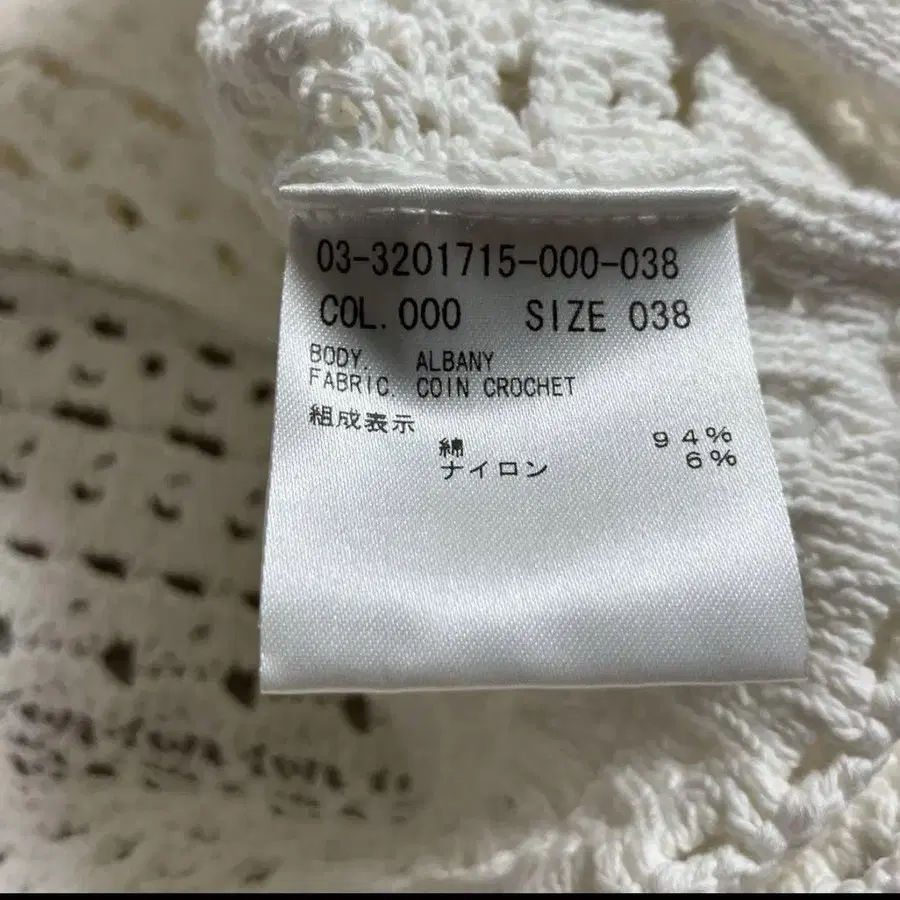 03-3201715-000-038
COL. 000 SIZE 038
BODY. ALBANY
FABRIC. COIN CROCHET
組成表示
綿 94%
ナイロン 6%